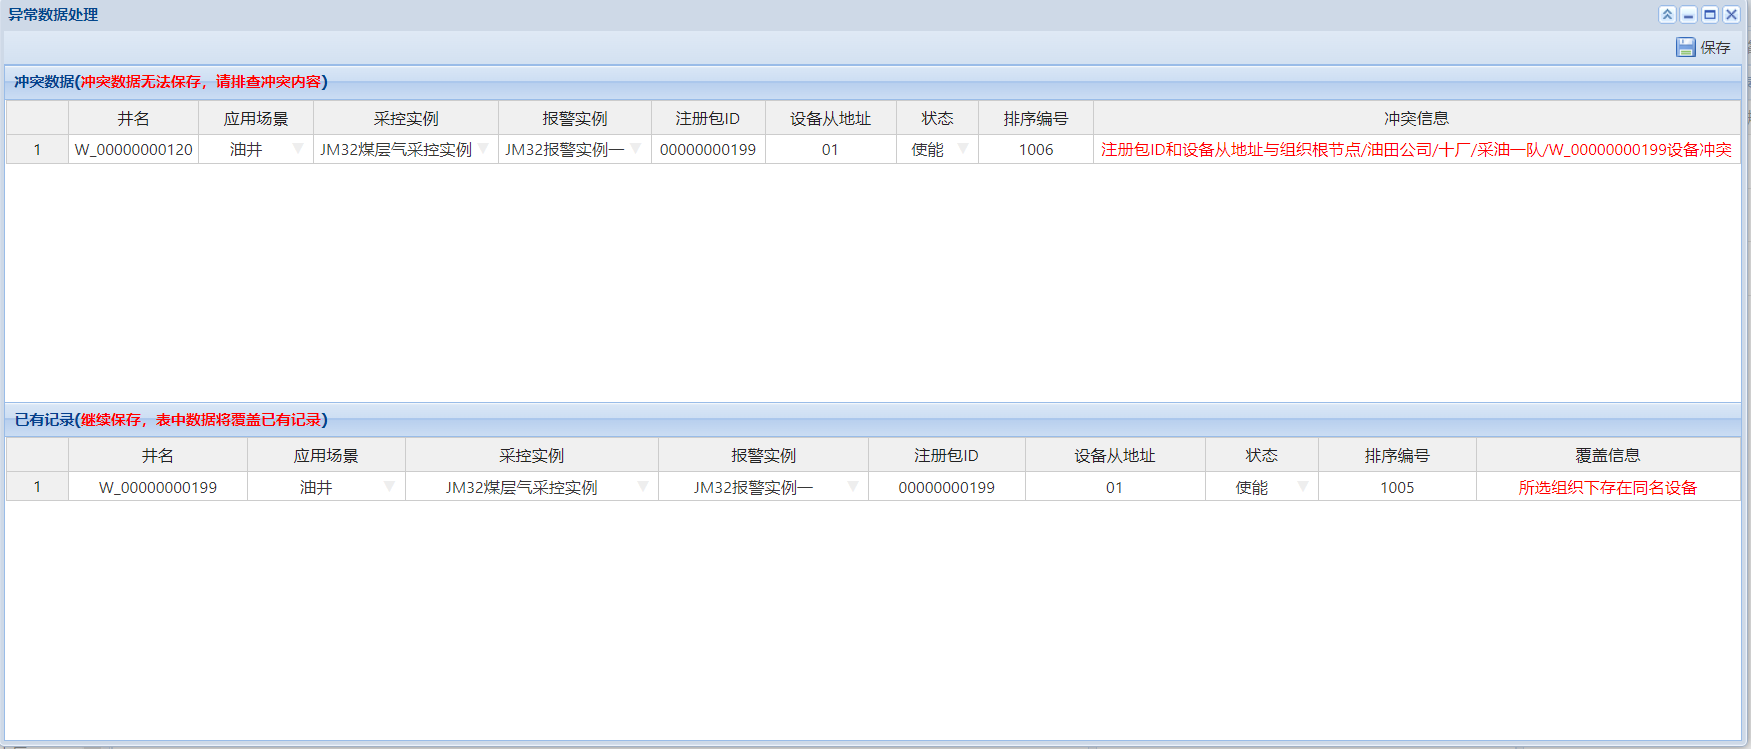 异常数据处理
保存
冲突数据(冲突数据无法保存，请排查冲突内容)
井名 应用场景 采控实例 报警实例 注册包ID 设备从地址 状态 排序编号 冲突信息
1 W_00000000120 油井 JM32煤层气采控实例 JM32报警实例一 00000000199 01 使能 1006 注册包ID和设备从地址与组织根节点/油田公司/十厂/采油一队/W_00000000199设备冲突
已有记录(继续保存，表中数据将覆盖已有记录)
井名 应用场景 采控实例 报警实例 注册包ID 设备从地址 状态 排序编号 覆盖信息
1 W_00000000199 油井 JM32煤层气采控实例 JM32报警实例一 00000000199 01 使能 1005 所选组织下存在同名设备